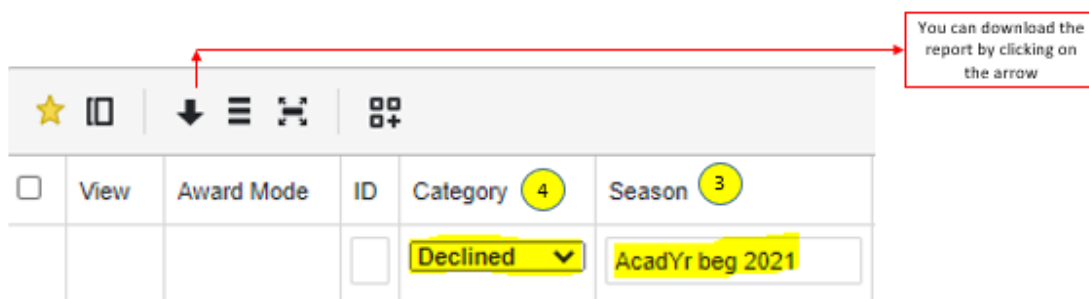 You can download the
report by clicking on
the arrow
View Award Mode ID Category 4 Season 3
Declined AcadYr beg 2021